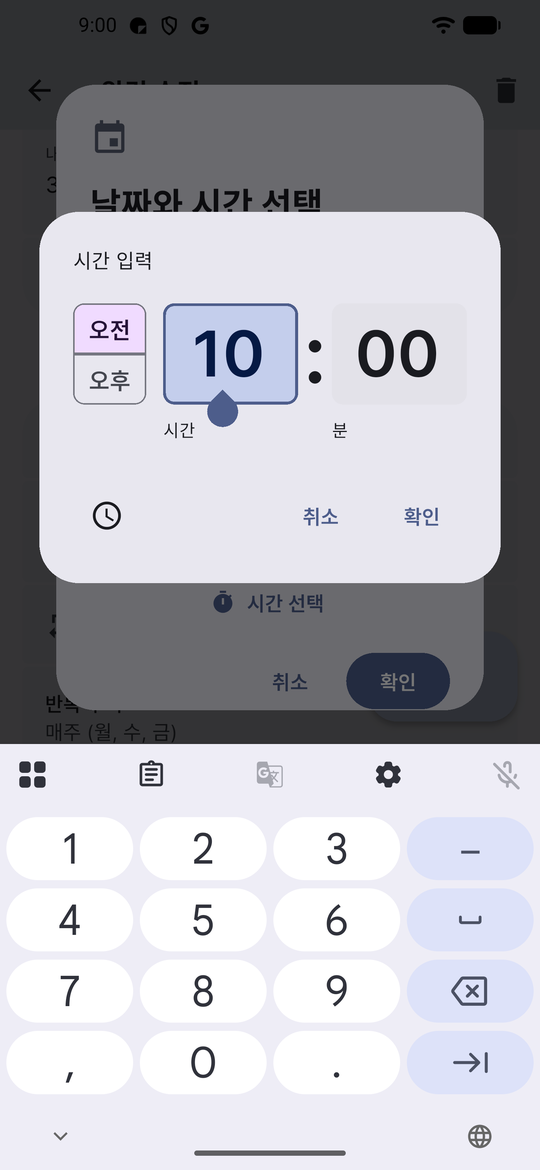 9:00
날짜와 시간 선택
시간 입력
오전
오후
10 : 00
시간
분
취소
확인
시간 선택
취소
확인
매주 (월, 수, 금)
1 2 3 –
4 5 6
7 8 9
, 0 .